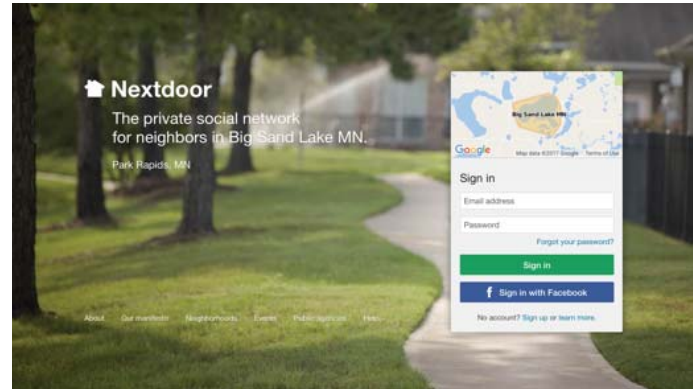 Nextdoor
The private social network
for neighbors in Big Sand Lake MN.
Park Rapids, MN
Big Sand Lake MN
Google
Map data ©2017 Google
Terms of Use
Sign in
Email address
Password
Forgot your password?
Sign in
f Sign in with Facebook
No account? Sign up or learn more.
About Our manifesto Neighborhoods Events Public agencies Help